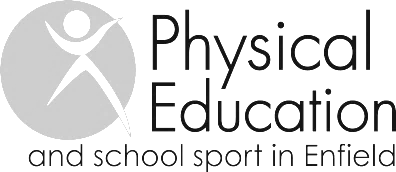 Physical
Education
and school sport in Enfield